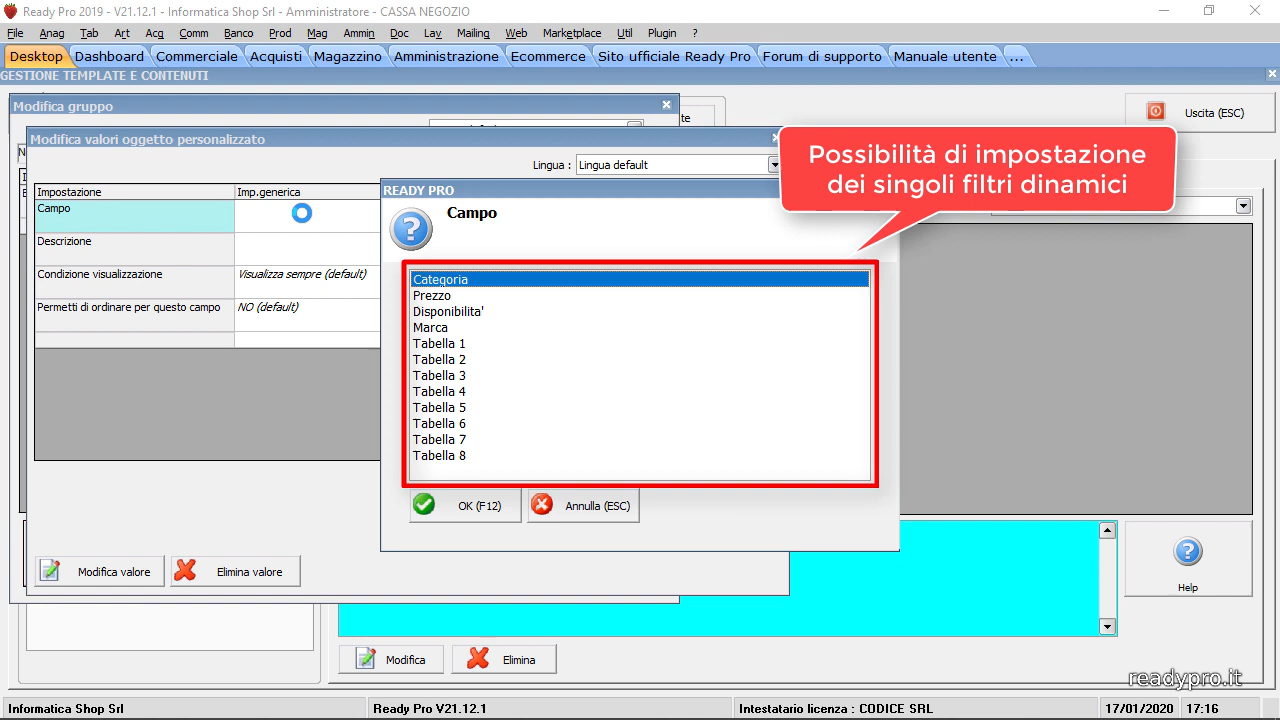 Ready Pro 2019 - V21.12.1 - Informatica Shop Srl - Amministratore - CASSA NEGOZIO
File Anag Tab Art Acq Comm Banco Prod Mag Ammin Doc Lav Mailing Web Marketplace Util Plugin ?
Desktop Dashboard Commerciale Acquisti Magazzino Amministrazione Ecommerce Sito ufficiale Ready Pro Forum di supporto Manuale utente ...
GESTIONE TEMPLATE E CONTENUTI
Modifica gruppo
te
Uscita (ESC)
Modifica valori oggetto personalizzato
Lingua : Lingua default
Possibilità di impostazione
dei singoli filtri dinamici
READY PRO
Campo
Impostazione Imp.generica
Campo
Descrizione
Condizione visualizzazione Visualizza sempre (default)
Permetti di ordinare per questo campo NO (default)
Categoria
Prezzo
Disponibilita'
Marca
Tabella 1
Tabella 2
Tabella 3
Tabella 4
Tabella 5
Tabella 6
Tabella 7
Tabella 8
OK (F12) Annulla (ESC)
Modifica valore Elimina valore
Help
Modifica Elimina
readypro.it
Informatica Shop Srl Ready Pro V21.12.1 Intestatario licenza : CODICE SRL 17/01/2020 17:16